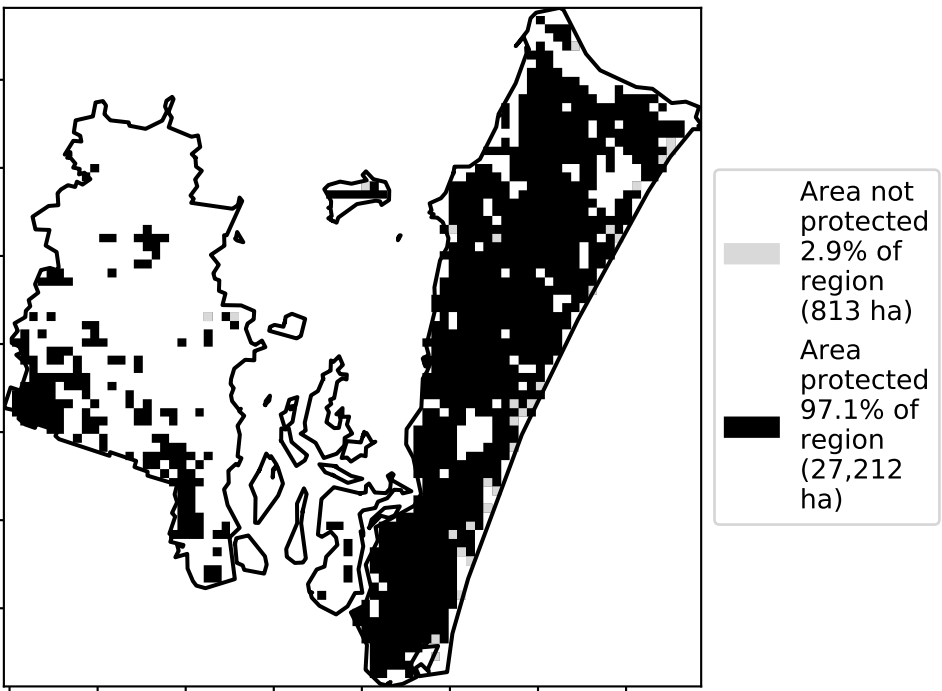 Area not
protected
2.9% of
region
(813 ha)
Area
protected
97.1% of
region
(27,212
ha)